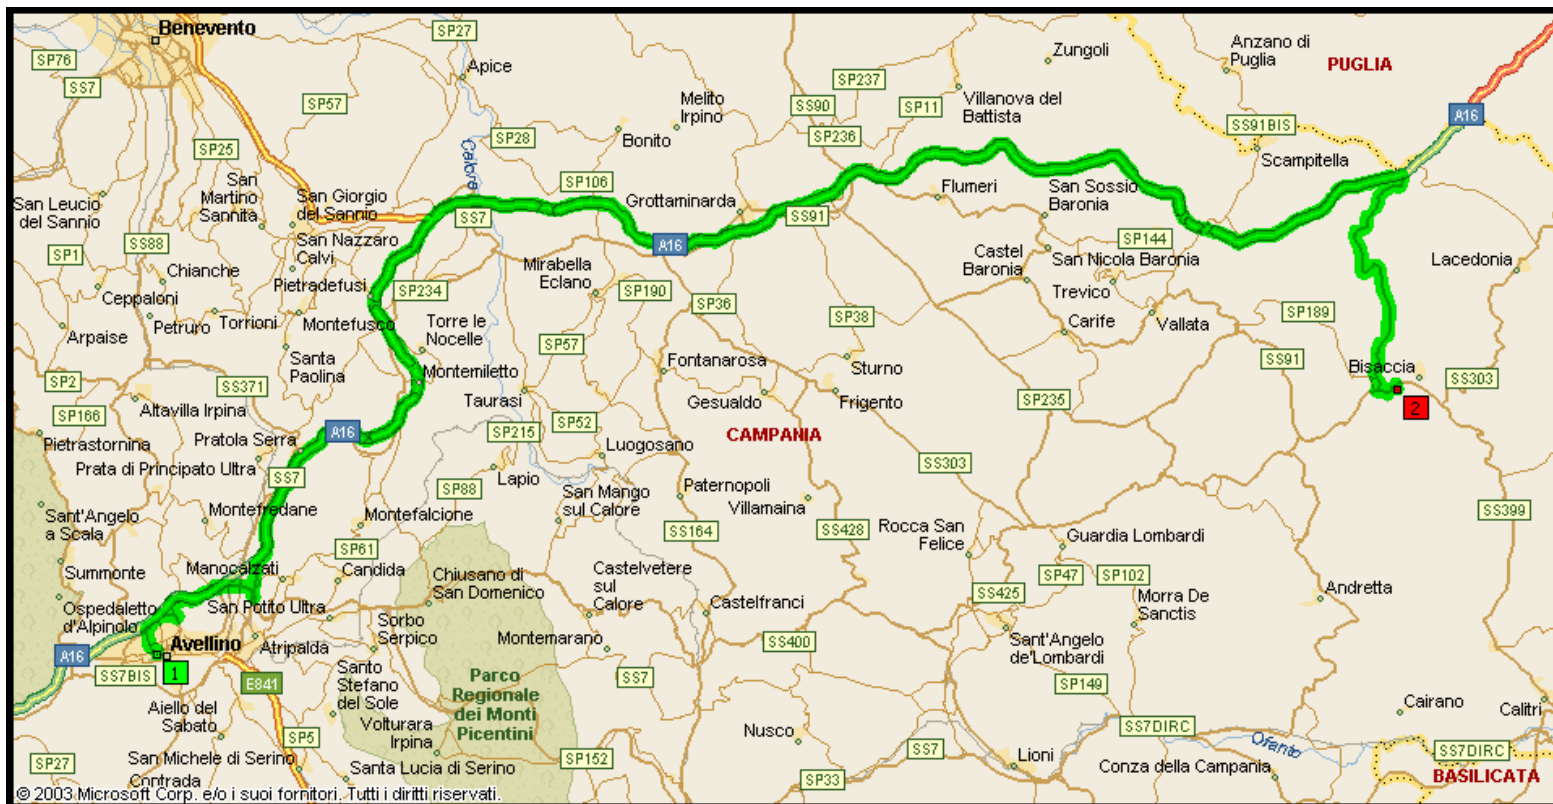 Benevento
SP27
Zungoli
Anzano di
Puglia
PUGLIA
SP76
SS7
Apice
SP237
SP57
Melito
Irpino
SS90
SP11
Villanova del
Battista
A16
SP28
Bonito
SP236
SS91BIS
Scampitella
SP25
Calore
San
Martino
Sannita
San Giorgio
del Sannio
SP106
Grottaminarda
Flumeri
San Sossio
Baronia
San Leucio
del Sannio
SS7
SS91
SS88
SP1
San Nazzaro
Calvi
A16
SP144
Castel
Baronia
San Nicola Baronia
Lacedonia
Chianche
Mirabella
Eclano
Ceppaloni
Pietradefusi
SP234
SP190
Trevico
SP36
SP189
Petruro
Torrioni
Montefusco
SP38
Arpaise
Torre le
Nocelle
Carife
Vallata
Santa
Paolina
SP57
Fontanarosa
SS91
Sturno
Bisaccia
SP2
SS371
Montemiletto
SS303
Altavilla Irpina
Taurasi
Gesualdo
Frigento
SP235
2
SP166
SP52
A16
SP215
CAMPANIA
Pietrastornina
Pratola Serra
Luogosano
Prata di Principato Ultra
SS303
SS7
Lapio
SP88
San Mango
sul Calore
Paternopoli
Villamaina
Sant'Angelo
a Scala
Montefredane
Montefalcione
SS399
SS164
SS428
Rocca San
Felice
Guardia Lombardi
SP61
Summonte
Manocalzati
Candida
Chiusano di
San Domenico
Castelvetere
sul
Calore
SP47
SP102
Andretta
Ospedaletto
d'Alpinolo
San Potito Ultra
SS425
Morra De
Sanctis
Castelfranci
Sorbo
Serpico
Avellino
Atripalda
Montemarano
SS400
Sant'Angelo
de'Lombardi
A16
SS7BIS
1
E841
Santo
Stefano
del Sole
Parco
Regionale
dei Monti
Picentini
SS7
SP149
Aiello del
Sabato
Cairano
Calitri
Volturara
Irpina
Nusco
SS7DIRC
SP5
SS7
Ofanto
SS7DIRC
San Michele di Serino
SP152
Lioni
SP27
Santa Lucia di Serino
SP33
Conza della Campania
BASILICATA
Contrada
© 2003 Microsoft Corp. e/o i suoi fornitori. Tutti i diritti riservati.